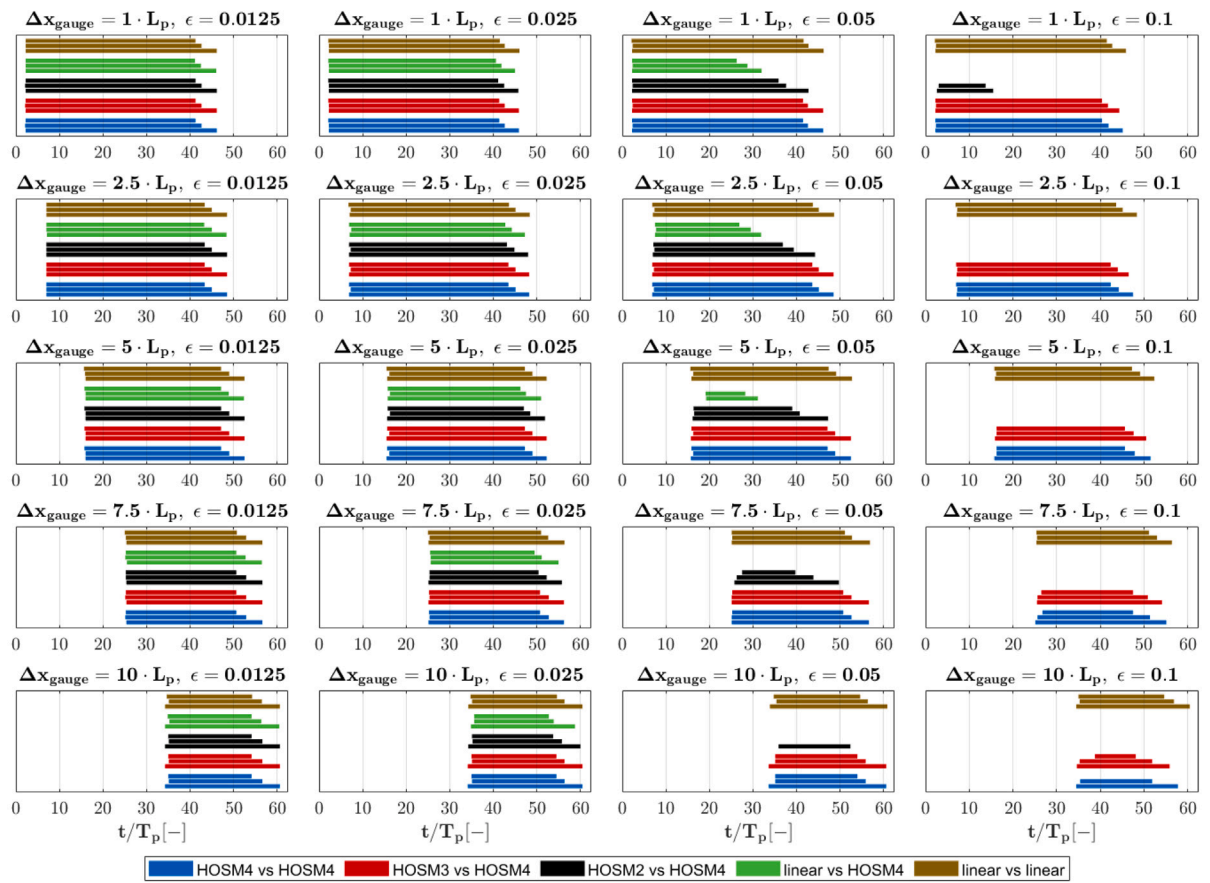 Δx_gauge = 1 · L_p, ϵ = 0.0125 Δx_gauge = 1 · L_p, ϵ = 0.025 Δx_gauge = 1 · L_p, ϵ = 0.05 Δx_gauge = 1 · L_p, ϵ = 0.1
0 10 20 30 40 50 60 0 10 20 30 40 50 60 0 10 20 30 40 50 60 0 10 20 30 40 50 60
Δx_gauge = 2.5 · L_p, ϵ = 0.0125 Δx_gauge = 2.5 · L_p, ϵ = 0.025 Δx_gauge = 2.5 · L_p, ϵ = 0.05 Δx_gauge = 2.5 · L_p, ϵ = 0.1
0 10 20 30 40 50 60 0 10 20 30 40 50 60 0 10 20 30 40 50 60 0 10 20 30 40 50 60
Δx_gauge = 5 · L_p, ϵ = 0.0125 Δx_gauge = 5 · L_p, ϵ = 0.025 Δx_gauge = 5 · L_p, ϵ = 0.05 Δx_gauge = 5 · L_p, ϵ = 0.1
0 10 20 30 40 50 60 0 10 20 30 40 50 60 0 10 20 30 40 50 60 0 10 20 30 40 50 60
Δx_gauge = 7.5 · L_p, ϵ = 0.0125 Δx_gauge = 7.5 · L_p, ϵ = 0.025 Δx_gauge = 7.5 · L_p, ϵ = 0.05 Δx_gauge = 7.5 · L_p, ϵ = 0.1
0 10 20 30 40 50 60 0 10 20 30 40 50 60 0 10 20 30 40 50 60 0 10 20 30 40 50 60
Δx_gauge = 10 · L_p, ϵ = 0.0125 Δx_gauge = 10 · L_p, ϵ = 0.025 Δx_gauge = 10 · L_p, ϵ = 0.05 Δx_gauge = 10 · L_p, ϵ = 0.1
0 10 20 30 40 50 60 0 10 20 30 40 50 60 0 10 20 30 40 50 60 0 10 20 30 40 50 60
t/T_p[−] t/T_p[−] t/T_p[−] t/T_p[−]
HOSM4 vs HOSM4 HOSM3 vs HOSM4 HOSM2 vs HOSM4 linear vs HOSM4 linear vs linear